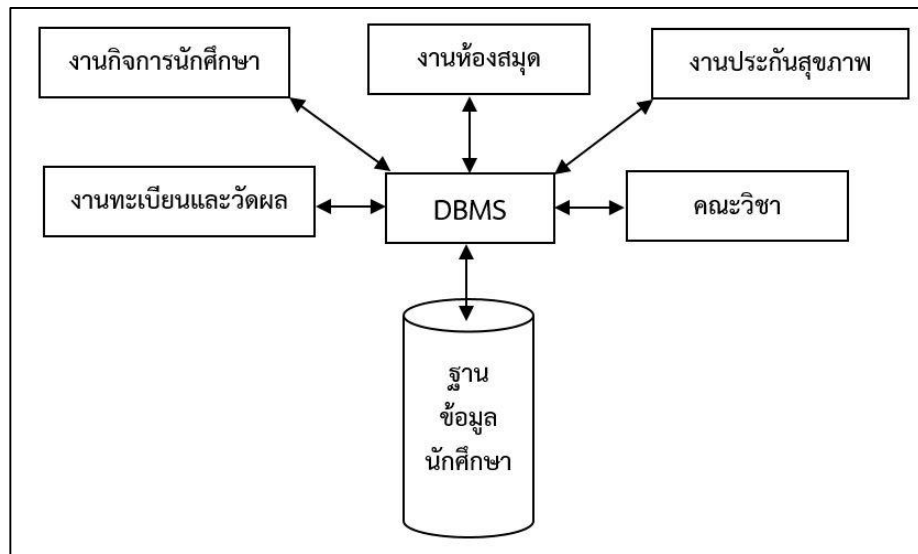 งานกิจการนักศึกษา
งานห้องสมุด
งานประกันสุขภาพ
งานทะเบียนและวัดผล
DBMS
คณะวิชา
ฐาน
ข้อมูล
นักศึกษา